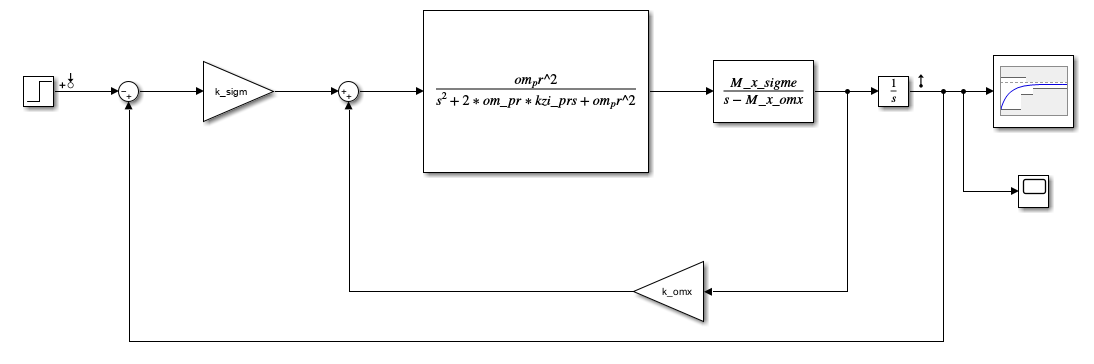 k_sigm
om_pr^2
s^2 + 2 * om_pr * kzi_prs + om_pr^2
M_x_sigme
s − M_x_omx
1
s
k_omx